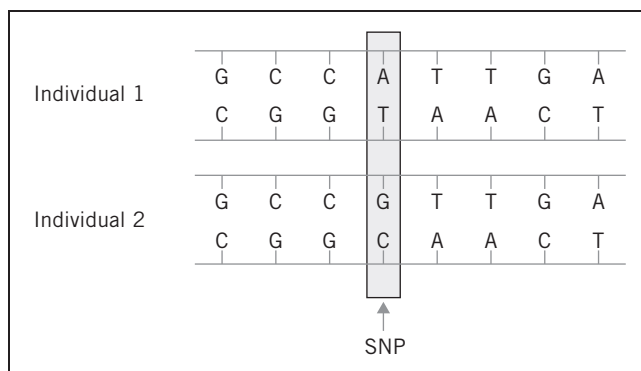 G C C A T T G A
Individual 1
C G G T A A C T
G C C G T T G A
Individual 2
C G G C A A C T
SNP